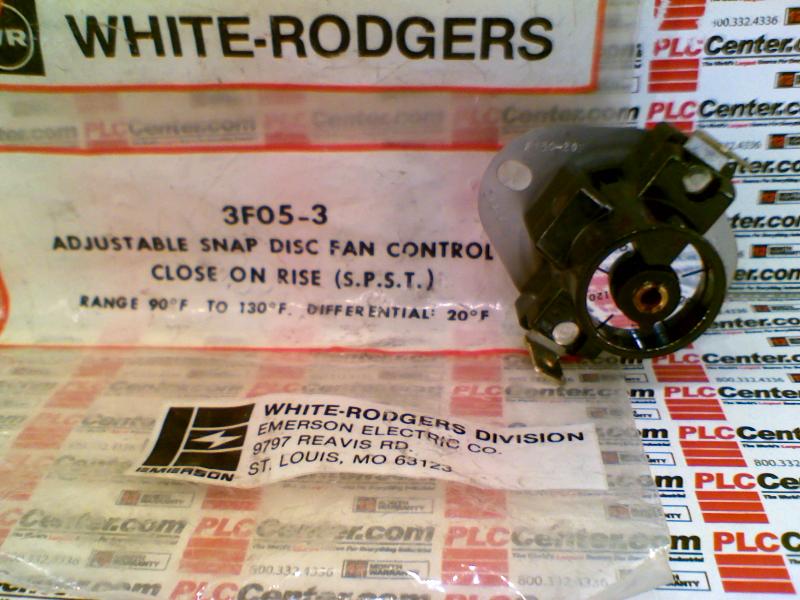 WR WHITE-RODGERS
3F05-3
ADJUSTABLE SNAP DISC FAN CONTROL
CLOSE ON RISE (S.P.S.T.)
RANGE 90°F TO 130°F. DIFFERENTIAL: 20°F
EMERSON
WHITE-RODGERS DIVISION
EMERSON ELECTRIC CO.
9797 REAVIS RD.
ST. LOUIS, MO 63123
PLCCenter.com
800.332.4336